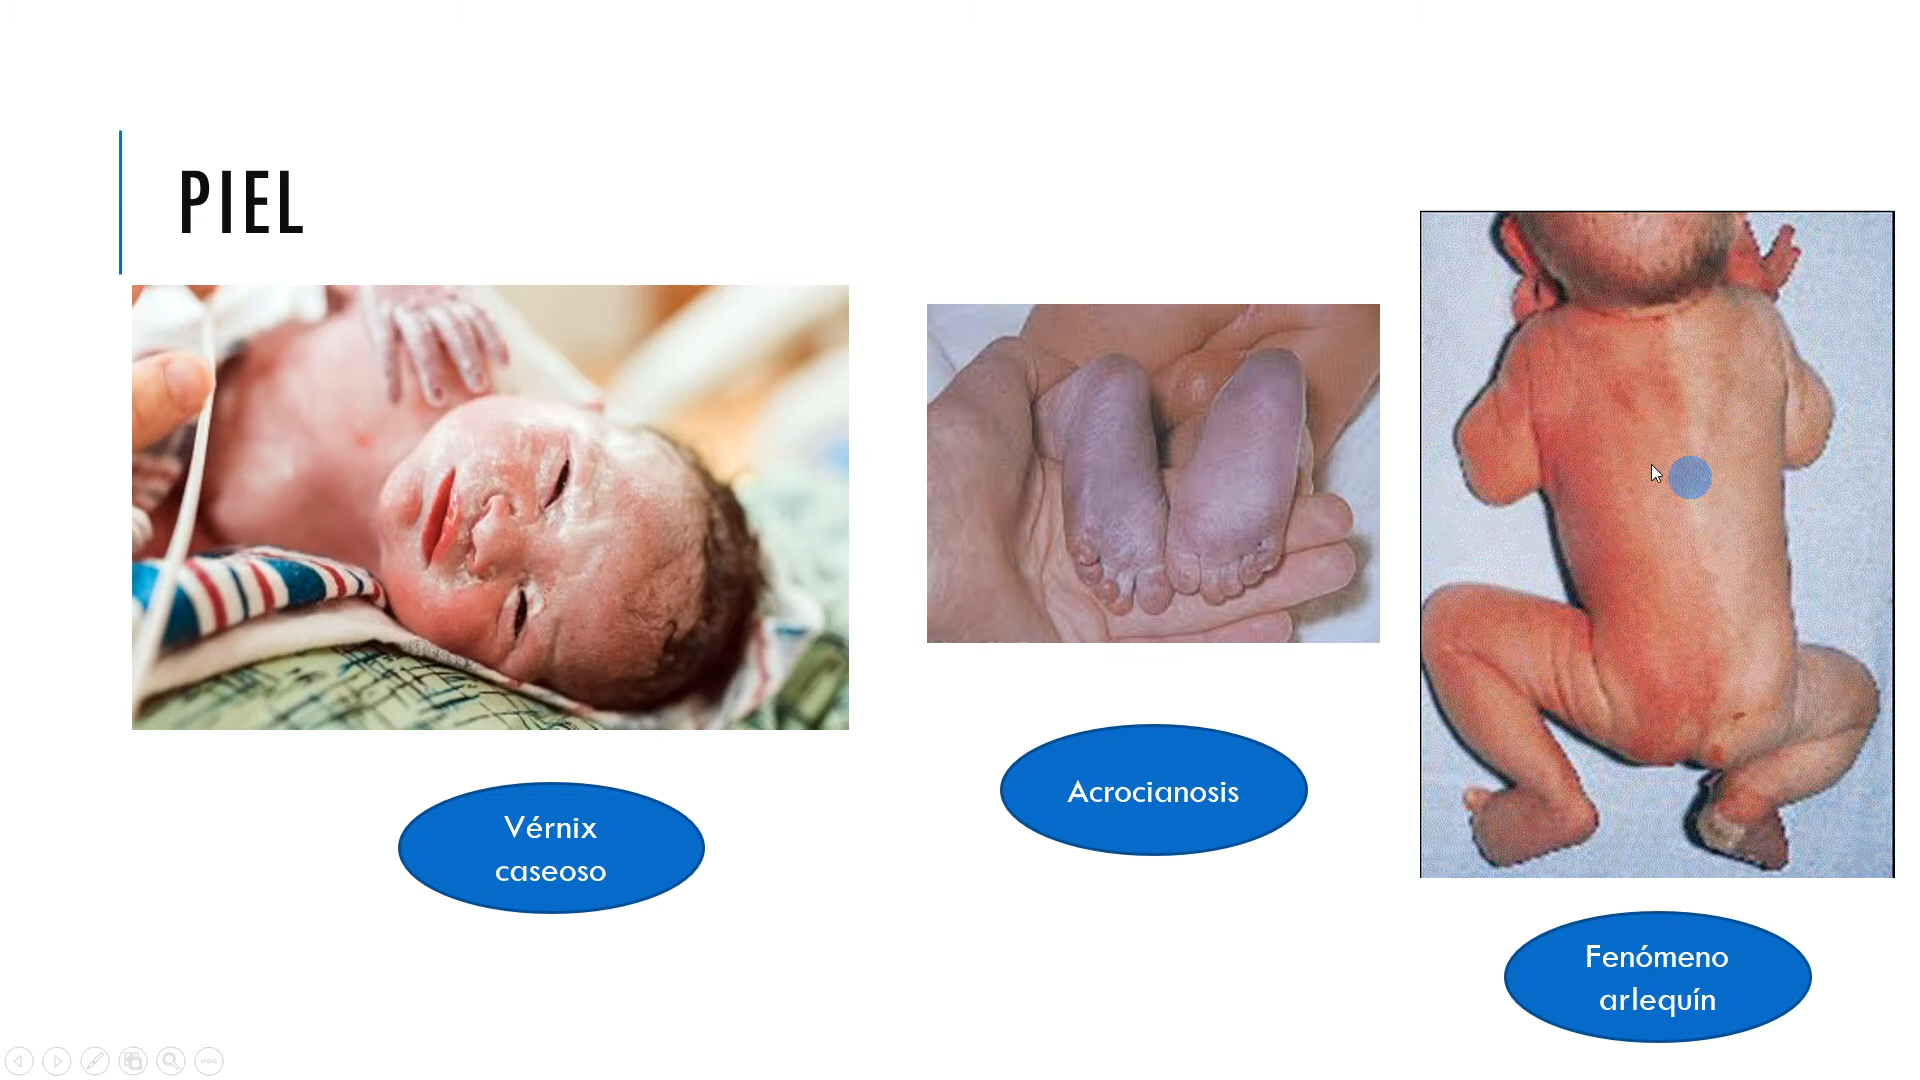 PIEL
Vérnix
caseoso
Acrocianosis
Fenómeno
arlequín